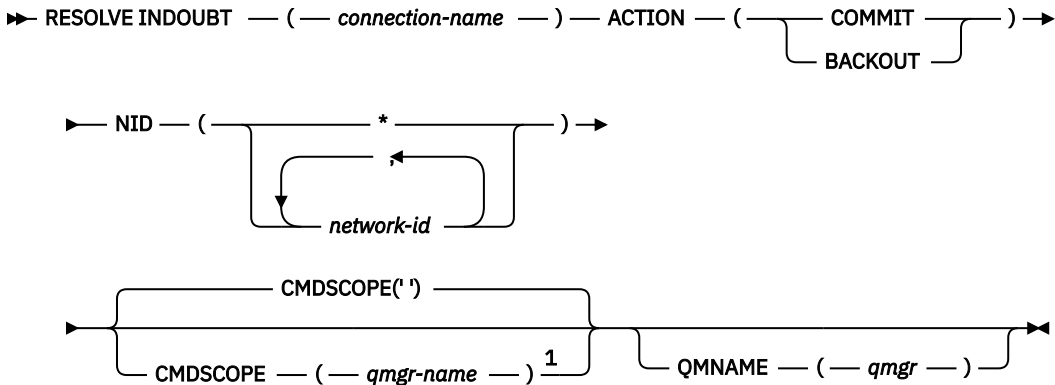 RESOLVE INDOUBT ( connection-name ) ACTION ( COMMIT )
BACKOUT
NID ( * )
,
network-id
CMDSCOPE(' ')
CMDSCOPE ( qmgr-name ) 1
QMNAME ( qmgr )